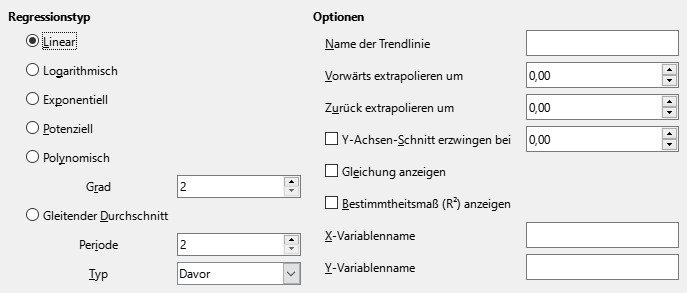 Regressionstyp
Linear
Logarithmisch
Exponentiell
Potenziell
Polynomisch
Grad 2
Gleitender Durchschnitt
Periode 2
Typ Davor
Optionen
Name der Trendlinie
Vorwärts extrapolieren um 0,00
Zurück extrapolieren um 0,00
Y-Achsen-Schnitt erzwingen bei 0,00
Gleichung anzeigen
Bestimmtheitsmaß (R²) anzeigen
X-Variablenname
Y-Variablenname